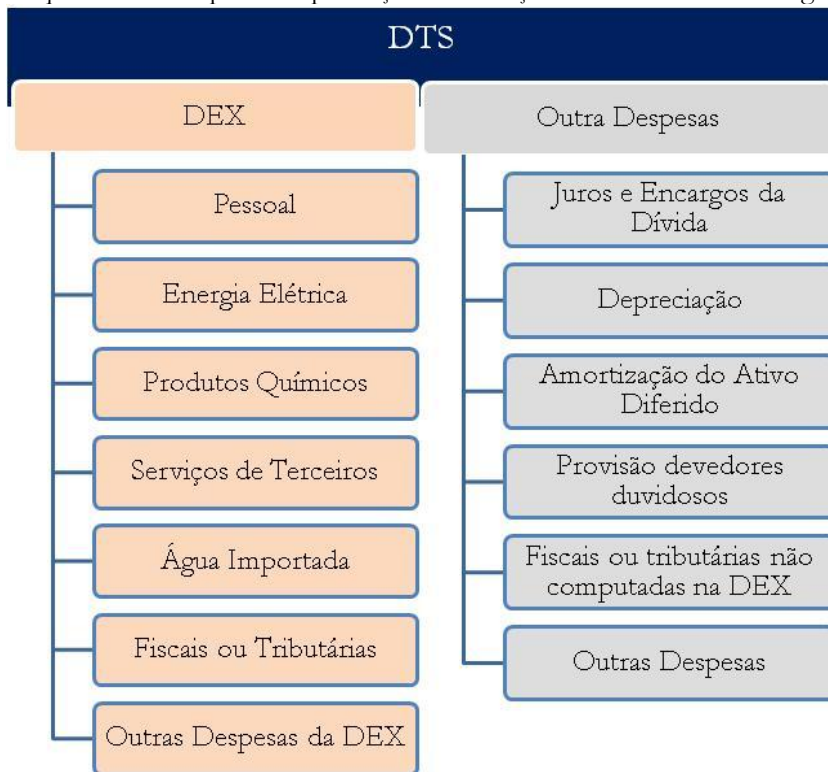 DTS
DEX
Pessoal
Energia Elétrica
Produtos Químicos
Serviços de Terceiros
Água Importada
Fiscais ou Tributárias
Outras Despesas da DEX
Outra Despesas
Juros e Encargos da
Dívida
Depreciação
Amortização do Ativo
Diferido
Provisão devedores
duvidosos
Fiscais ou tributárias não
computadas na DEX
Outras Despesas